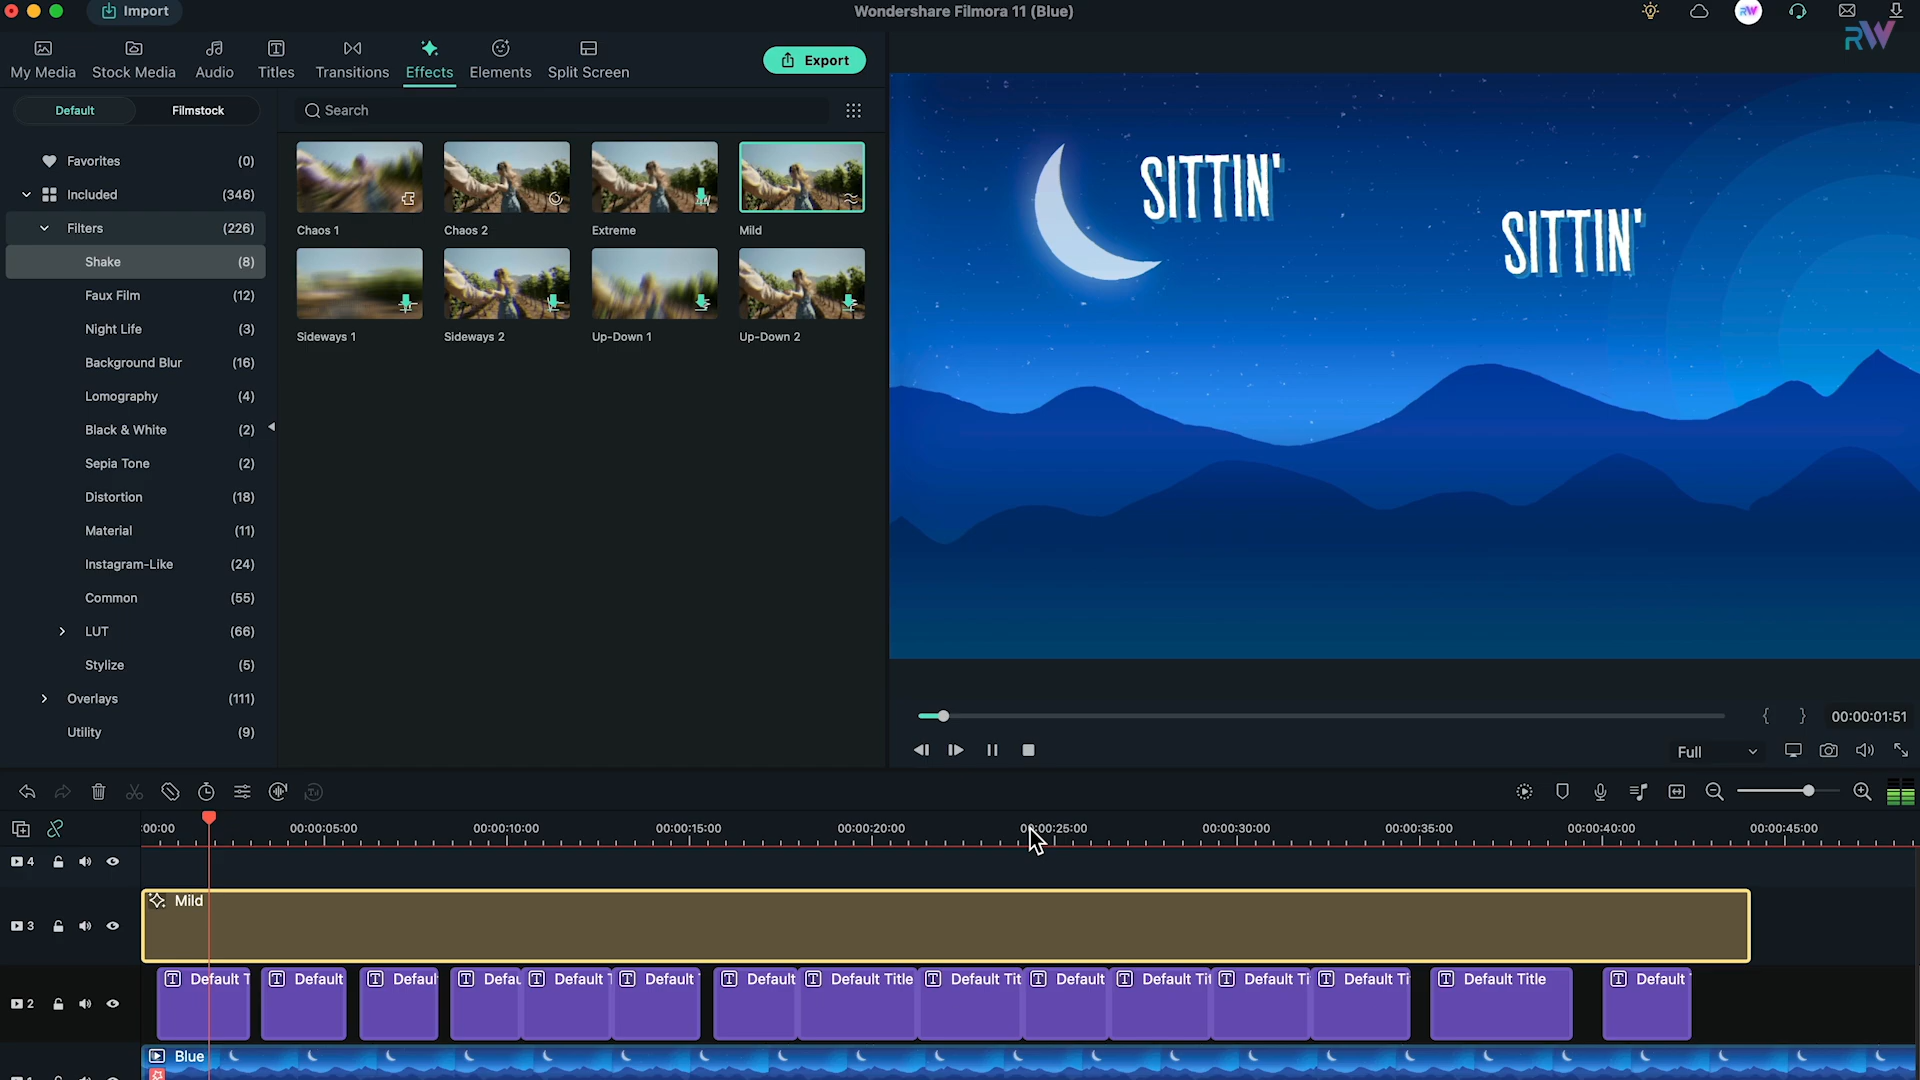 Import
Wondershare Filmora 11 (Blue)
RW
RW
My Media
Stock Media
Audio
Titles
Transitions
Effects
Elements
Split Screen
Export
Default
Filmstock
Search
Favorites (0)
Included (346)
Filters (226)
Shake (8)
Faux Film (12)
Night Life (3)
Background Blur (16)
Lomography (4)
Black & White (2)
Sepia Tone (2)
Distortion (18)
Material (11)
Instagram-Like (24)
Common (55)
LUT (66)
Stylize (5)
Overlays (111)
Utility (9)
Chaos 1
Chaos 2
Extreme
Mild
Sideways 1
Sideways 2
Up-Down 1
Up-Down 2
SITTIN'
SITTIN'
{ } 00:00:01:51
Full
:00:00
00:00:05:00
00:00:10:00
00:00:15:00
00:00:20:00
00:00:25:00
00:00:30:00
00:00:35:00
00:00:40:00
00:00:45:00
4
3
Mild
2
Default T
Default
Defaul
Defau
Default T
Default
Default
Default Title
Default Tit
Default
Default Tit
Default Ti
Default Ti
Default Title
Default
Blue